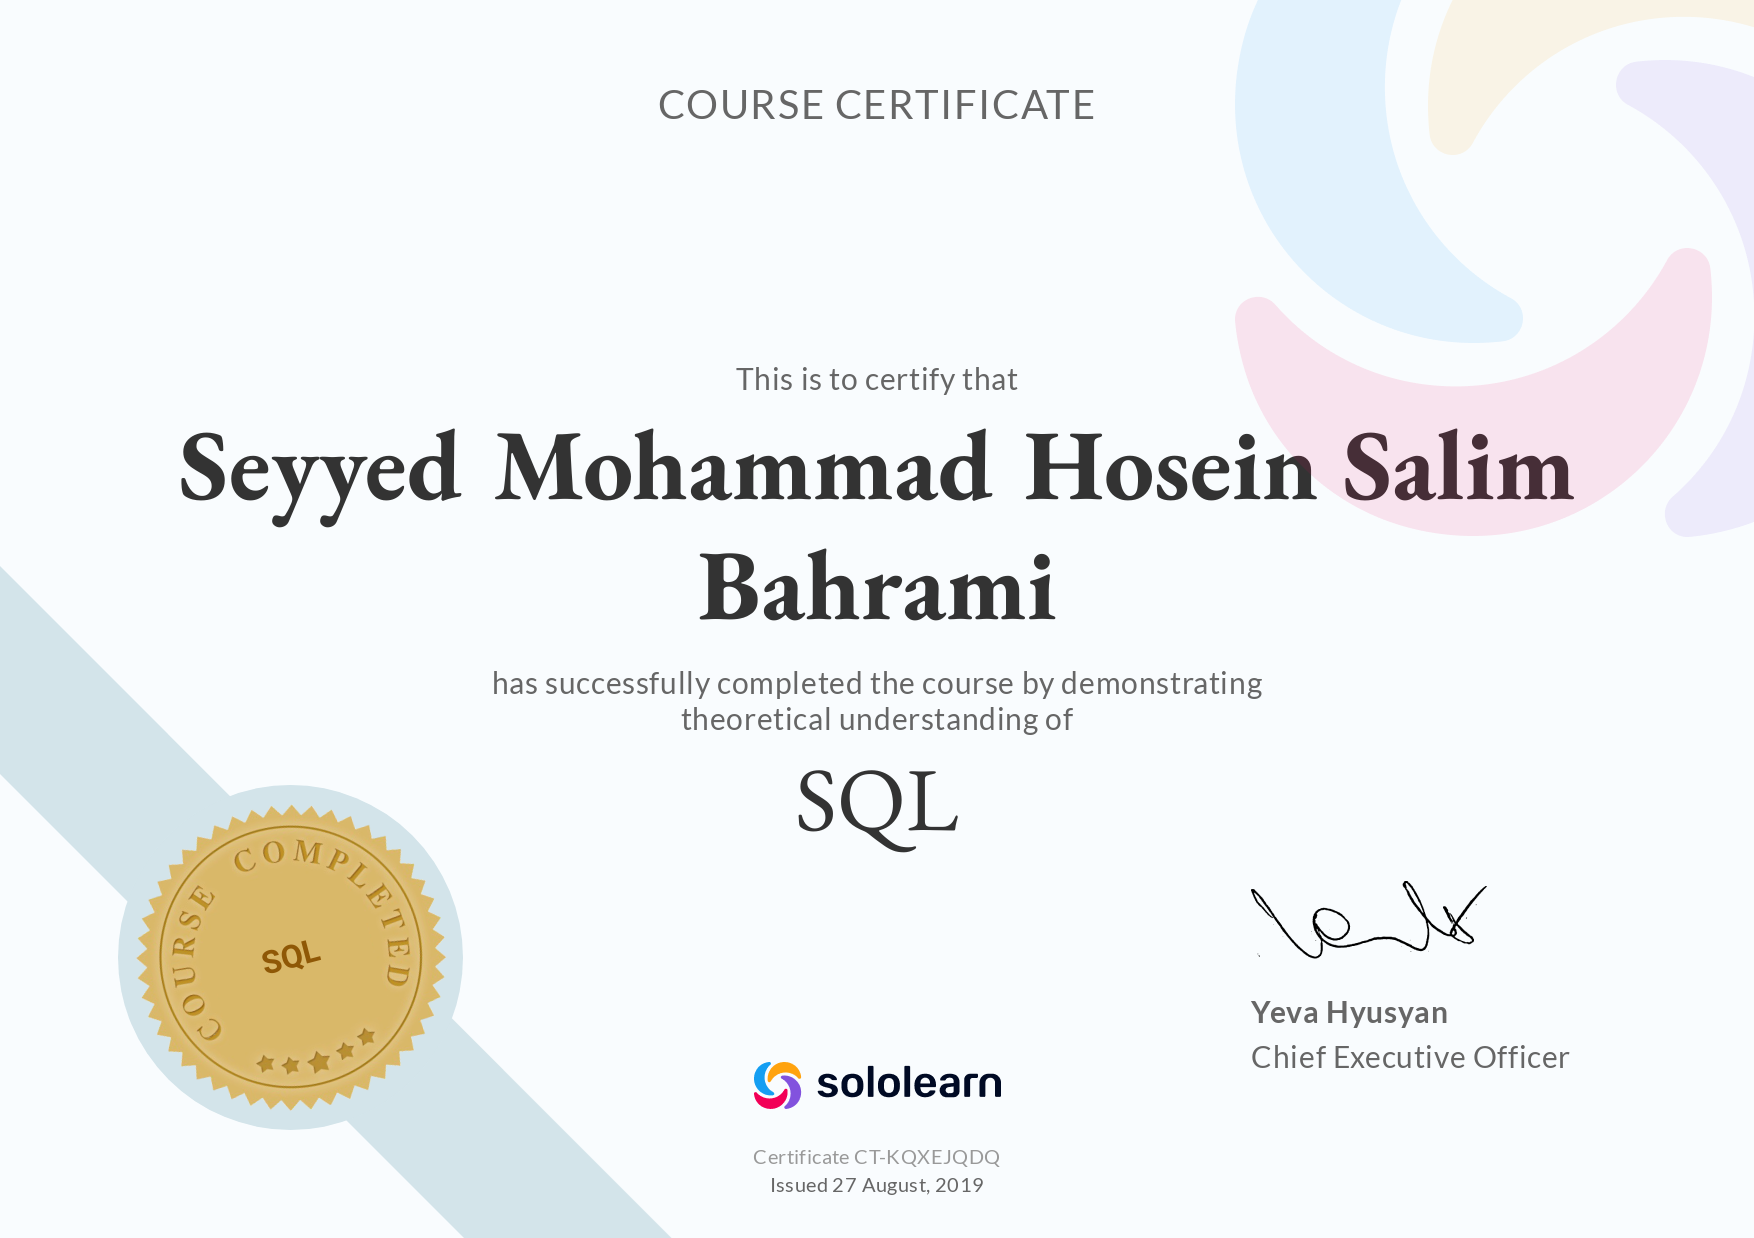 COURSE CERTIFICATE
This is to certify that
Seyyed Mohammad Hosein Salim
Bahrami
has successfully completed the course by demonstrating
theoretical understanding of
SQL
COURSE COMPLETED
SQL
Yeva Hyusyan
Chief Executive Officer
sololearn
Certificate CT-KQXEJQDQ
Issued 27 August, 2019